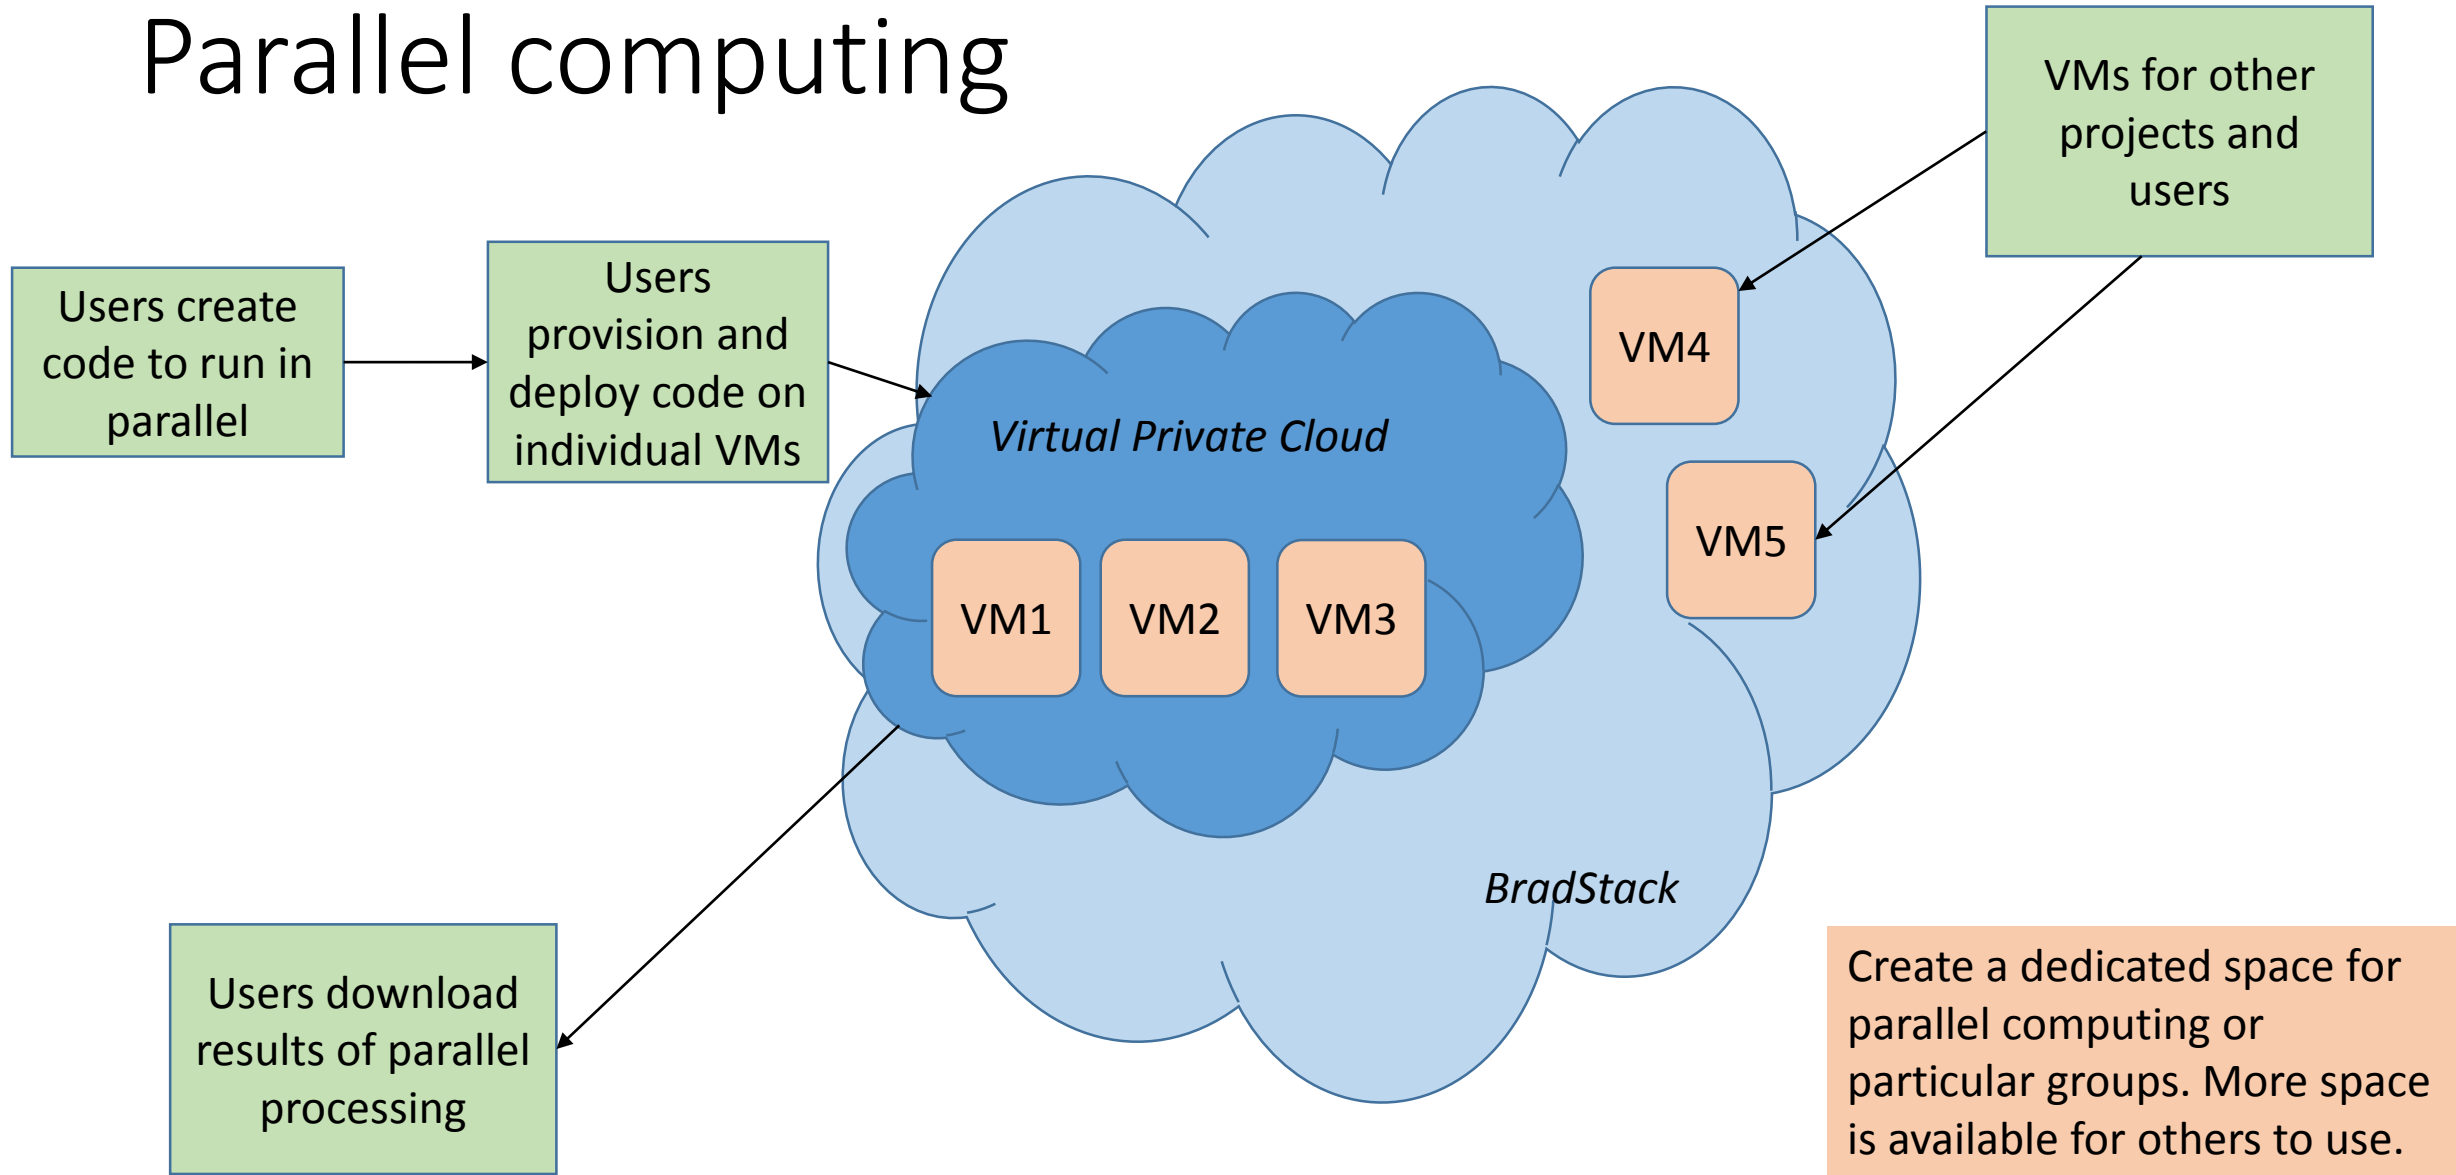 Parallel computing
VMs for other
projects and
users
Users create
code to run in
parallel
Users
provision and
deploy code on
individual VMs
Virtual Private Cloud
VM4
VM5
VM1
VM2
VM3
BradStack
Users download
results of parallel
processing
Create a dedicated space for
parallel computing or
particular groups. More space
is available for others to use.